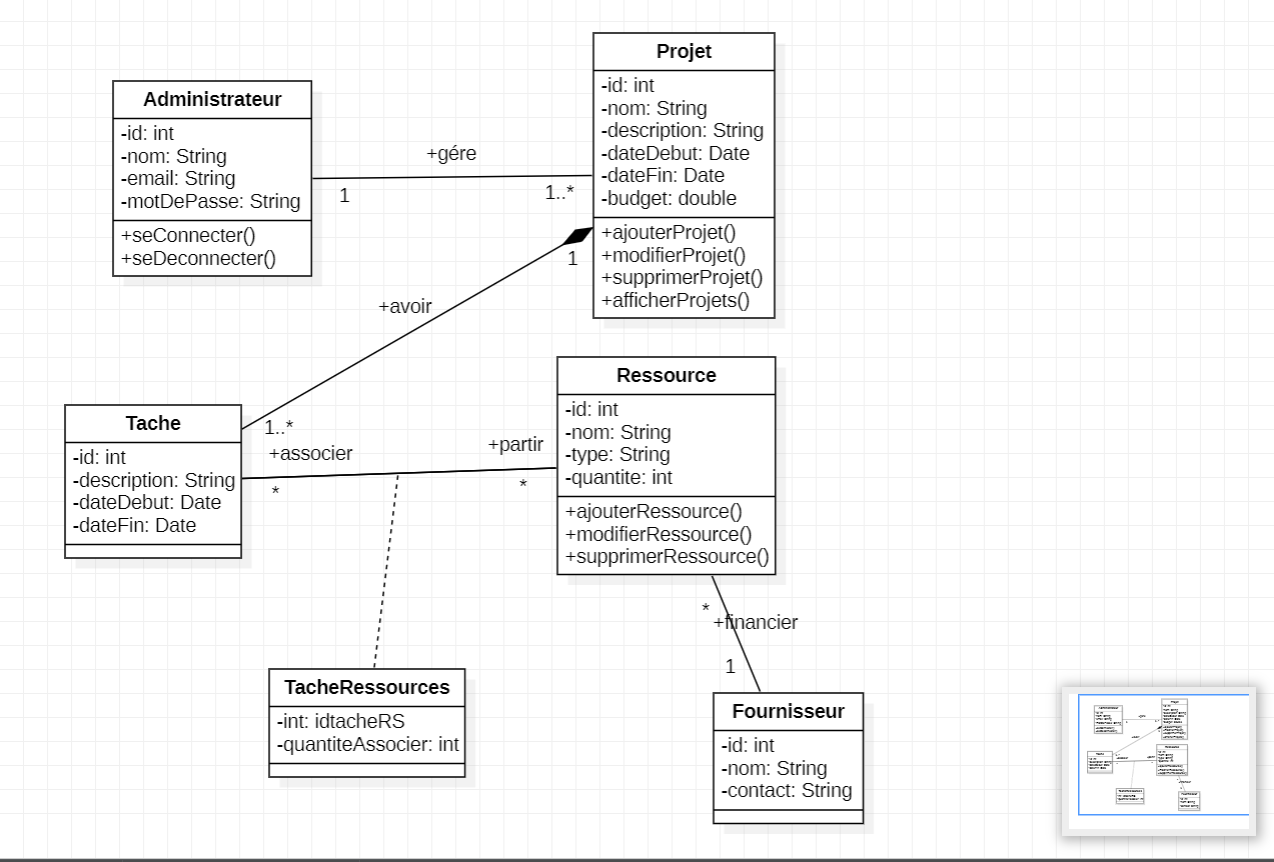 Projet
-id: int
-nom: String
-description: String
-dateDebut: Date
-dateFin: Date
-budget: double
+ajouterProjet()
+modifierProjet()
+supprimerProjet()
+afficherProjets()
Administrateur
-id: int
-nom: String
-email: String
-motDePasse: String
+seConnecter()
+seDeconnecter()
+gére
1
1..*
1
+avoir
1..*
Tache
-id: int
-description: String
-dateDebut: Date
-dateFin: Date
+associer
*
+partir
*
Ressource
-id: int
-nom: String
-type: String
-quantite: int
+ajouterRessource()
+modifierRessource()
+supprimerRessource()
*
+financier
1
TacheRessources
-int: idtacheRS
-quantiteAssocier: int
Fournisseur
-id: int
-nom: String
-contact: String